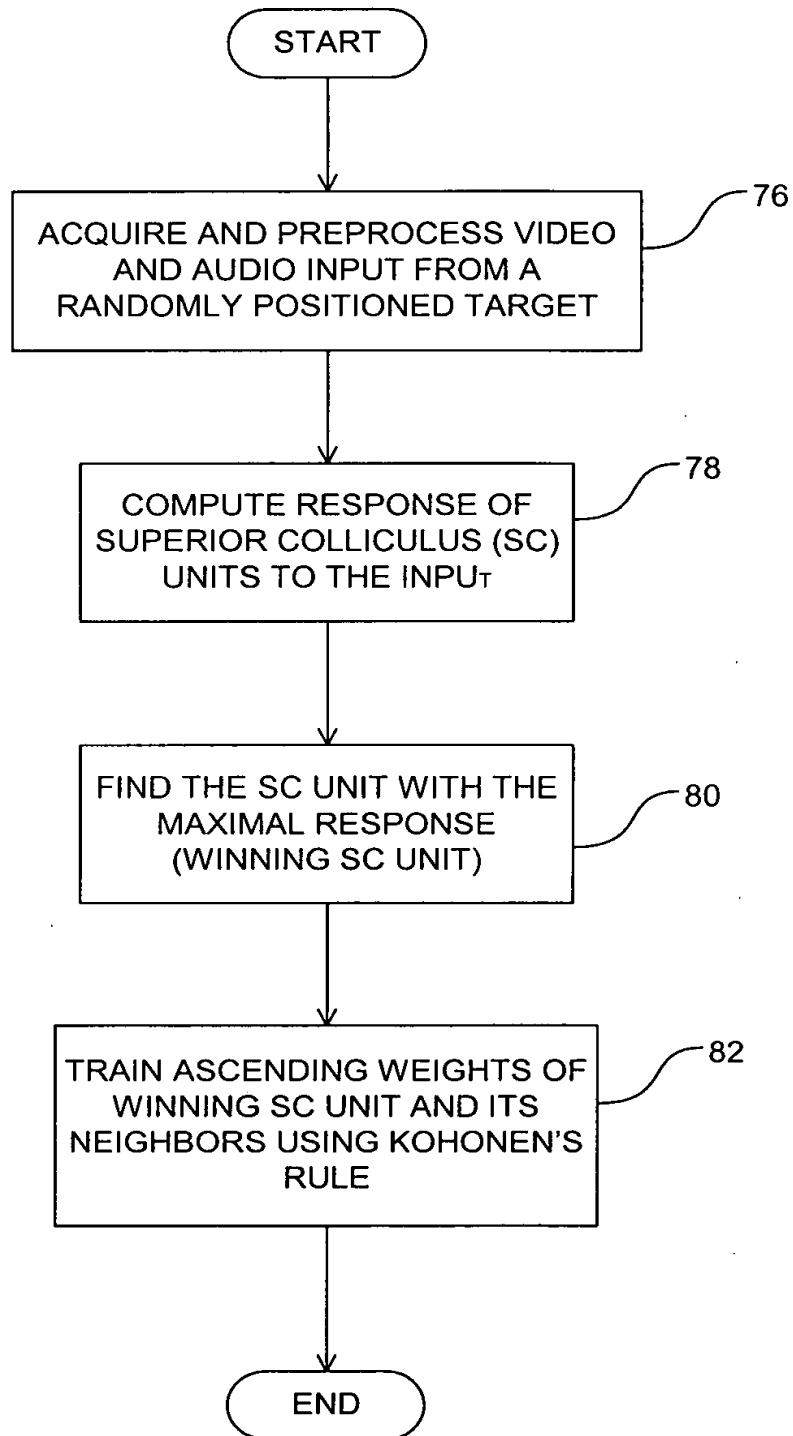 START
ACQUIRE AND PREPROCESS VIDEO
AND AUDIO INPUT FROM A
RANDOMLY POSITIONED TARGET
76
COMPUTE RESPONSE OF
SUPERIOR COLLICULUS (SC)
UNITS TO THE INPUT
78
FIND THE SC UNIT WITH THE
MAXIMAL RESPONSE
(WINNING SC UNIT)
80
TRAIN ASCENDING WEIGHTS OF
WINNING SC UNIT AND ITS
NEIGHBORS USING KOHONEN'S
RULE
82
END